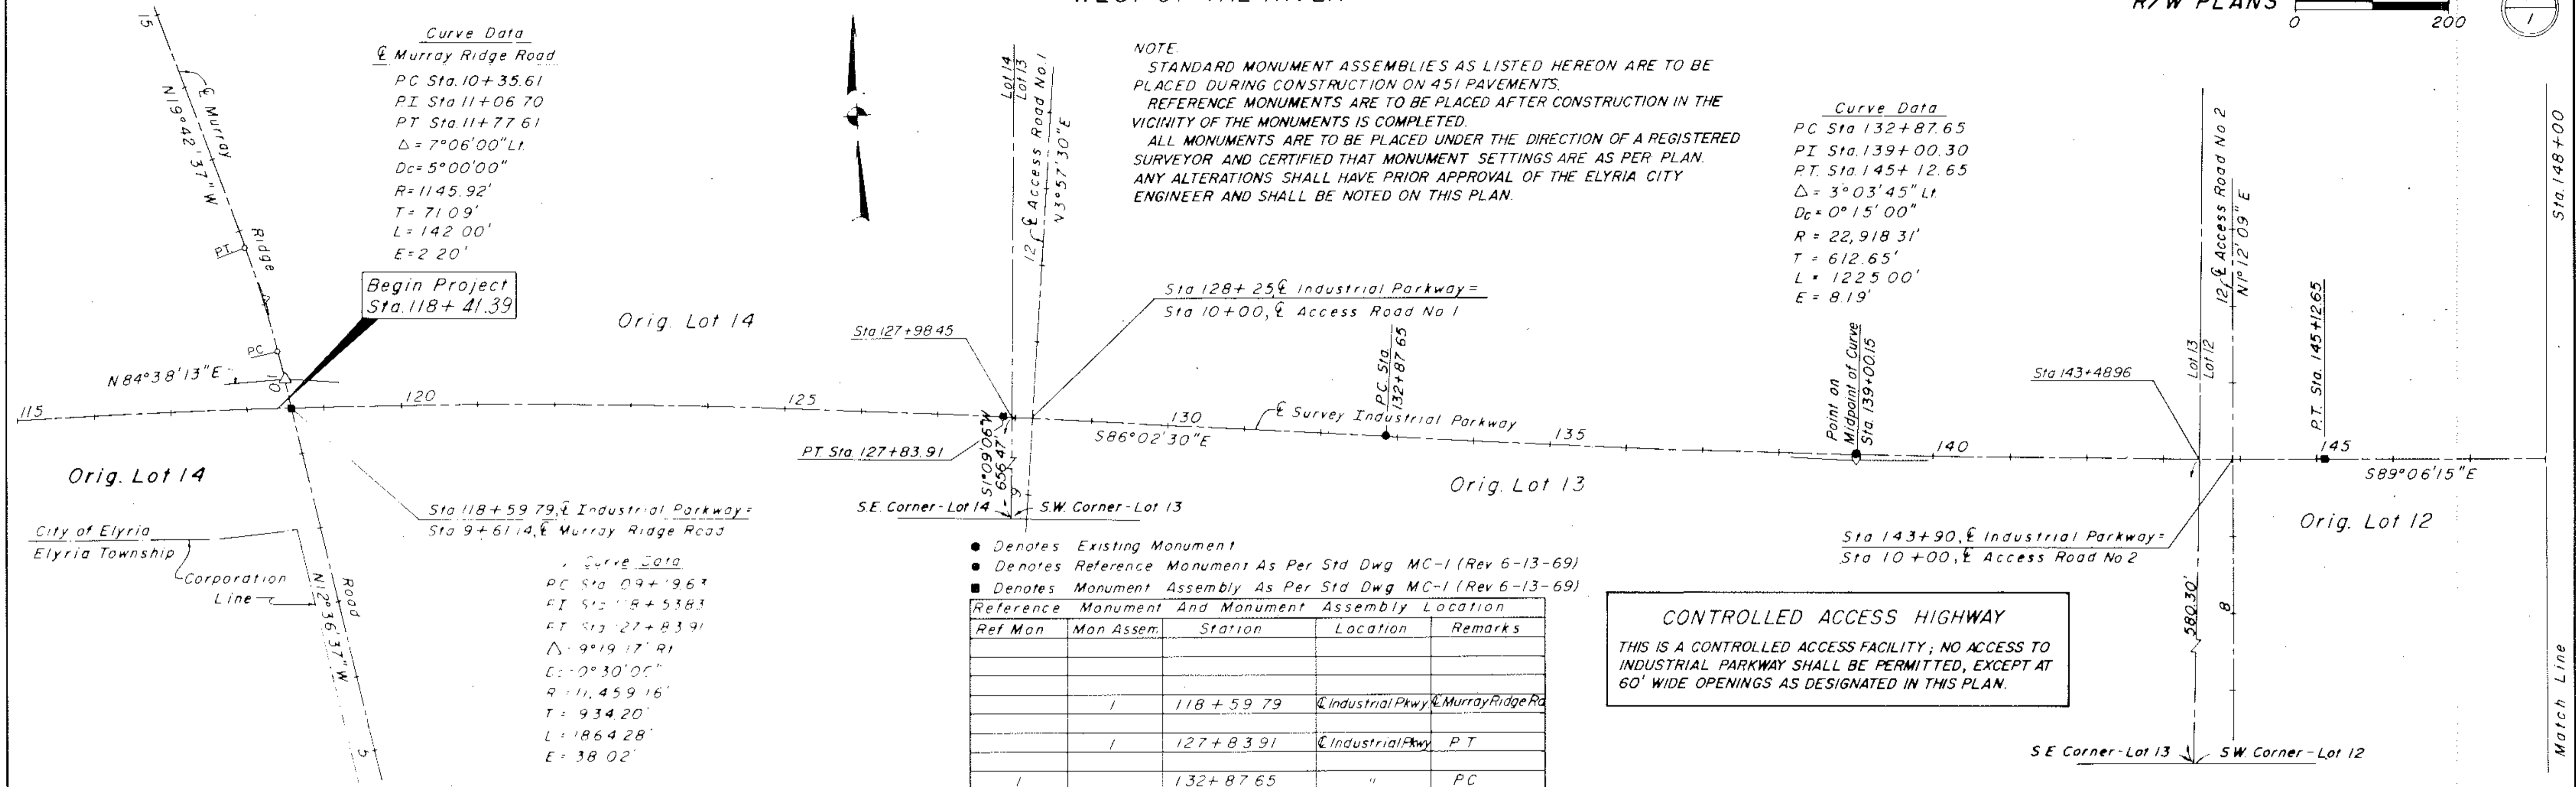 R/W PLANS
0 200
1
Curve Data
℄ Murray Ridge Road
PC Sta. 10+35.61
P.I Sta 11+06 70
PT Sta. 11+77 61
Δ = 7°06'00" Lt.
Dc = 5°00'00"
R = 1145.92'
T = 71 09'
L = 142 00'
E = 2 20'
NOTE.
STANDARD MONUMENT ASSEMBLIES AS LISTED HEREON ARE TO BE
PLACED DURING CONSTRUCTION ON 451 PAVEMENTS.
REFERENCE MONUMENTS ARE TO BE PLACED AFTER CONSTRUCTION IN THE
VICINITY OF THE MONUMENTS IS COMPLETED.
ALL MONUMENTS ARE TO BE PLACED UNDER THE DIRECTION OF A REGISTERED
SURVEYOR AND CERTIFIED THAT MONUMENT SETTINGS ARE AS PER PLAN.
ANY ALTERATIONS SHALL HAVE PRIOR APPROVAL OF THE ELYRIA CITY
ENGINEER AND SHALL BE NOTED ON THIS PLAN.
Curve Data
PC Sta 132+87.65
PI Sta. 139+00.30
P.T. Sta. 145+12.65
Δ = 3°03'45" Lt.
Dc = 0°15'00"
R = 22,918 31'
T = 612.65'
L = 1225 00'
E = 8.19'
15
℄ Murray
N19°42'37"W
Ridge
PT
PC
10
Begin Project
Sta. 118+41.39
N84°38'13"E
Orig. Lot 14
Lot 14
Lot 13
12
℄ Access Road No. 1
N3°57'30"E
Sta 127+98.45
Sta 128+25, ℄ Industrial Parkway =
Sta 10+00, ℄ Access Road No 1
P.C. Sta.
132+87 65
Point on
Midpoint of Curve
Sta. 139+00.15
Sta 143+48.96
Lot 13
Lot 12
12
℄ Access Road No 2
N1°12'09"E
P.T. Sta. 145+12.65
Sta. 148+00
115
120
125
130
135
140
145
℄ Survey Industrial Parkway
S86°02'30"E
S89°06'15"E
PT. Sta. 127+83.91
S1°09'06"W
656 47'
9
S.E. Corner - Lot 14
S.W. Corner - Lot 13
Orig. Lot 14
Orig. Lot 13
Orig. Lot 12
City of Elyria
Elyria Township
Corporation
Line
N12°36'37"W
Road
5
Sta 118+59 79, ℄ Industrial Parkway =
Sta 9+61 14, ℄ Murray Ridge Road
Curve Data
PT Sta 127+83 91
Δ = 9°19 17" Rt
R = 11,459 16'
T = 934.20'
L = 1864 28'
E = 38 02'
Sta 143+90, ℄ Industrial Parkway =
Sta 10+00, ℄ Access Road No 2
580.30'
8
● Denotes Existing Monument
● Denotes Reference Monument As Per Std Dwg MC-1 (Rev 6-13-69)
■ Denotes Monument Assembly As Per Std Dwg MC-1 (Rev 6-13-69)
Reference Monument And Monument Assembly Location
Ref Mon Mon Assem. Station Location Remarks
1 118+59 79 ℄ Industrial Pkwy ℄ Murray Ridge Rd
1 127+83 91 ℄ Industrial Pkwy P T
1 132+87 65 " PC
CONTROLLED ACCESS HIGHWAY
THIS IS A CONTROLLED ACCESS FACILITY; NO ACCESS TO
INDUSTRIAL PARKWAY SHALL BE PERMITTED, EXCEPT AT
60' WIDE OPENINGS AS DESIGNATED IN THIS PLAN.
S E Corner - Lot 13
S.W. Corner - Lot 12
Match Line